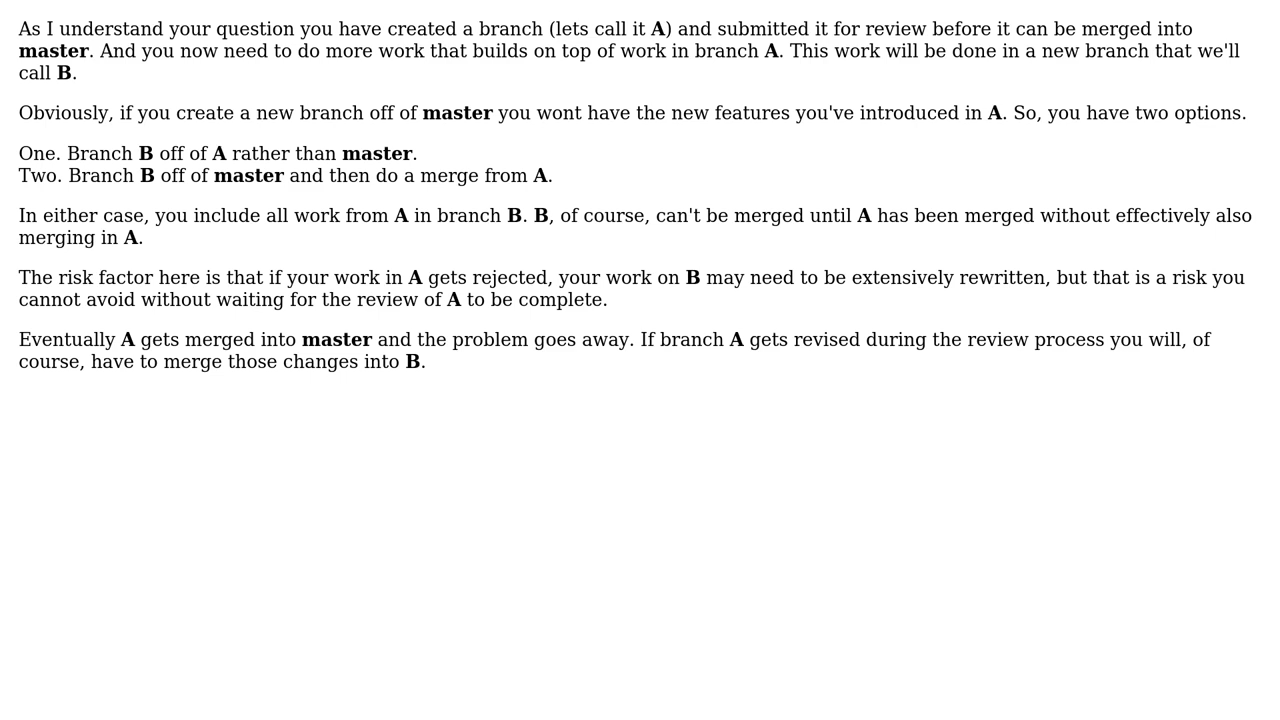 As I understand your question you have created a branch (lets call it A) and submitted it for review before it can be merged into
master. And you now need to do more work that builds on top of work in branch A. This work will be done in a new branch that we'll
call B.
Obviously, if you create a new branch off of master you wont have the new features you've introduced in A. So, you have two options.
One. Branch B off of A rather than master.
Two. Branch B off of master and then do a merge from A.
In either case, you include all work from A in branch B. B, of course, can't be merged until A has been merged without effectively also
merging in A.
The risk factor here is that if your work in A gets rejected, your work on B may need to be extensively rewritten, but that is a risk you
cannot avoid without waiting for the review of A to be complete.
Eventually A gets merged into master and the problem goes away. If branch A gets revised during the review process you will, of
course, have to merge those changes into B.